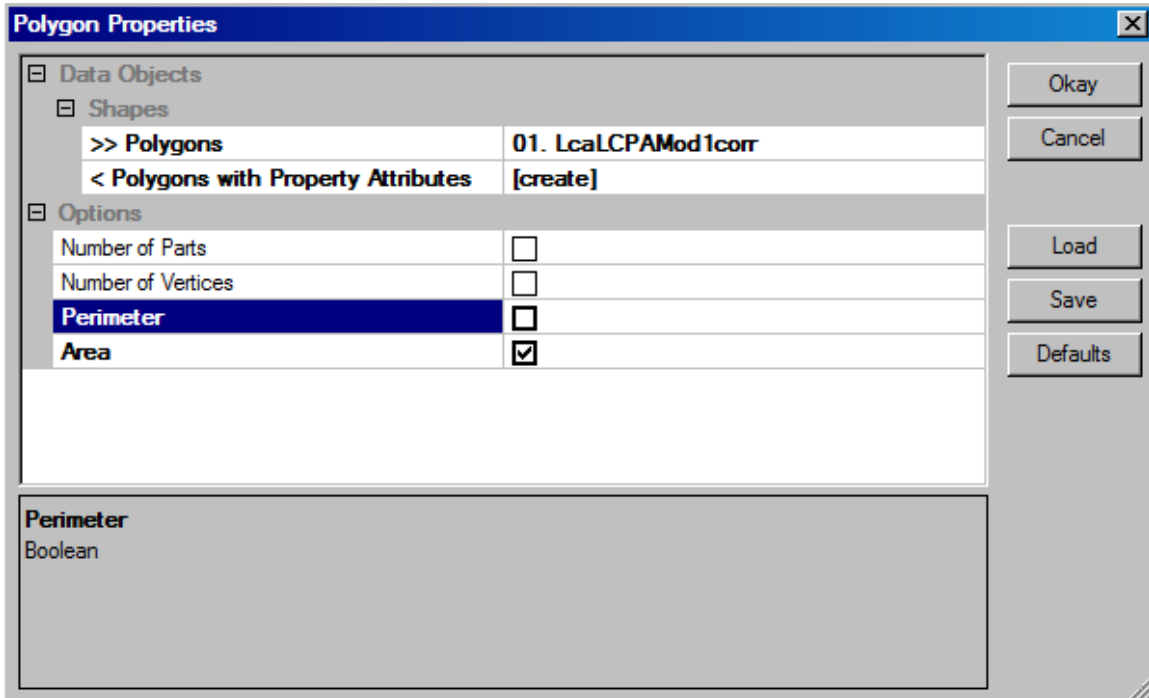 Polygon Properties
Data Objects
Shapes
>> Polygons 01. LcaLCPAMod1corr
< Polygons with Property Attributes [create]
Options
Number of Parts
Number of Vertices
Perimeter
Area
Okay
Cancel
Load
Save
Defaults
Perimeter
Boolean